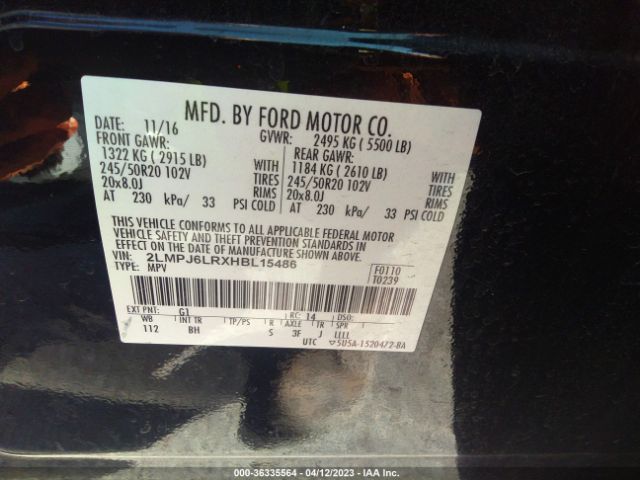 MFD. BY FORD MOTOR CO.
DATE: 11/16 GVWR: 2495 KG ( 5500 LB)
FRONT GAWR: REAR GAWR:
1322 KG ( 2915 LB) WITH 1184 KG ( 2610 LB) WITH
245/50R20 102V TIRES 245/50R20 102V TIRES
20x8.0J RIMS 20x8.0J RIMS
AT 230 kPa/ 33 PSI COLD AT 230 kPa/ 33 PSI COLD
THIS VEHICLE CONFORMS TO ALL APPLICABLE FEDERAL MOTOR
VEHICLE SAFETY AND THEFT PREVENTION STANDARDS IN
EFFECT ON THE DATE OF MANUFACTURE SHOWN ABOVE.
VIN: 2LMPJ6LRXHBL15486
TYPE: MPV
F0110
T0239
EXT PNT: G1 RC: 14 DSO:
WB INT TR TP/PS R AXLE TR SPR
112 BH S 3F J LLLL
UTC ▽5U5A-1520472-BA
000-36335564 - 04/12/2023 - IAA Inc.